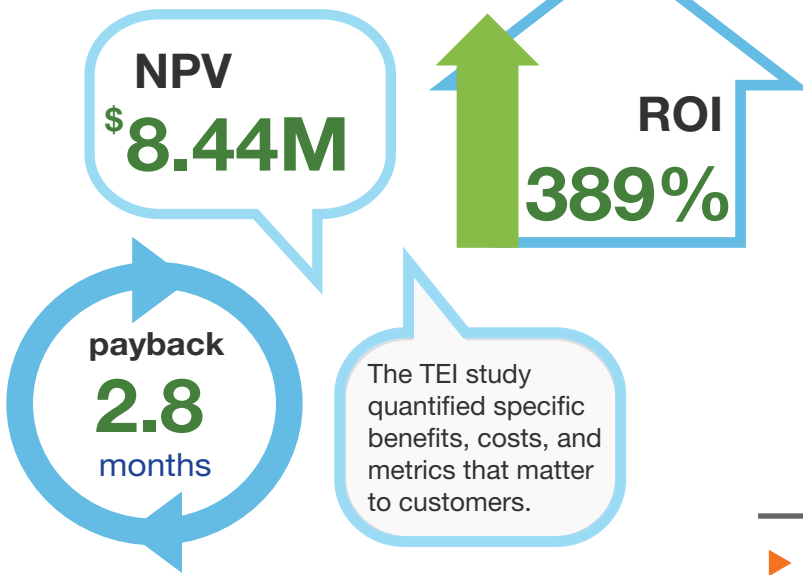 NPV
$8.44M
ROI
389%
payback
2.8
months
The TEI study
quantified specific
benefits, costs, and
metrics that matter
to customers.